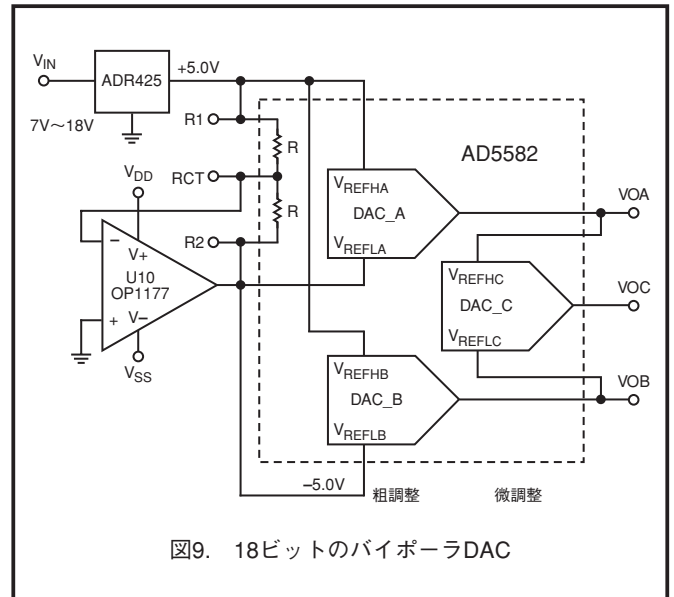 VIN
ADR425
+5.0V
7V～18V
R1
R
AD5582
VDD
RCT
VREFHA
DAC_A
VREFLA
VOA
R
R2
−
V+
U10
OP1177
+
V−
VSS
VREFHC
DAC_C
VREFLC
VOC
VREFHB
DAC_B
VREFLB
VOB
–5.0V
粗調整
微調整
図9. 18ビットのバイポーラDAC